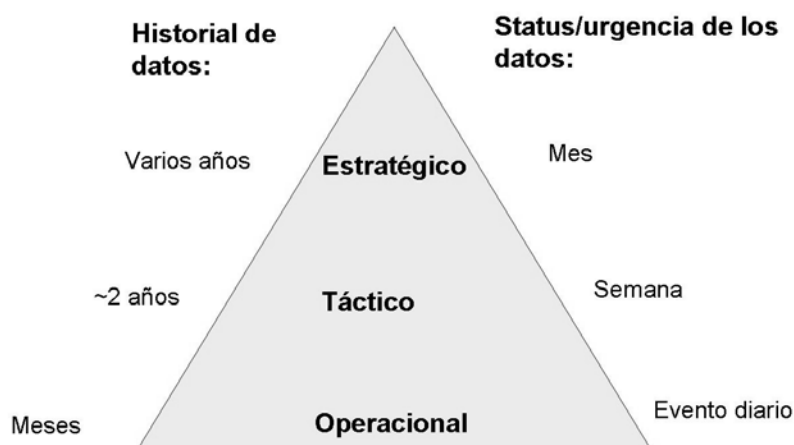 Historial de
datos:
Status/urgencia de los
datos:
Varios años
Estratégico
Mes
~2 años
Táctico
Semana
Meses
Operacional
Evento diario